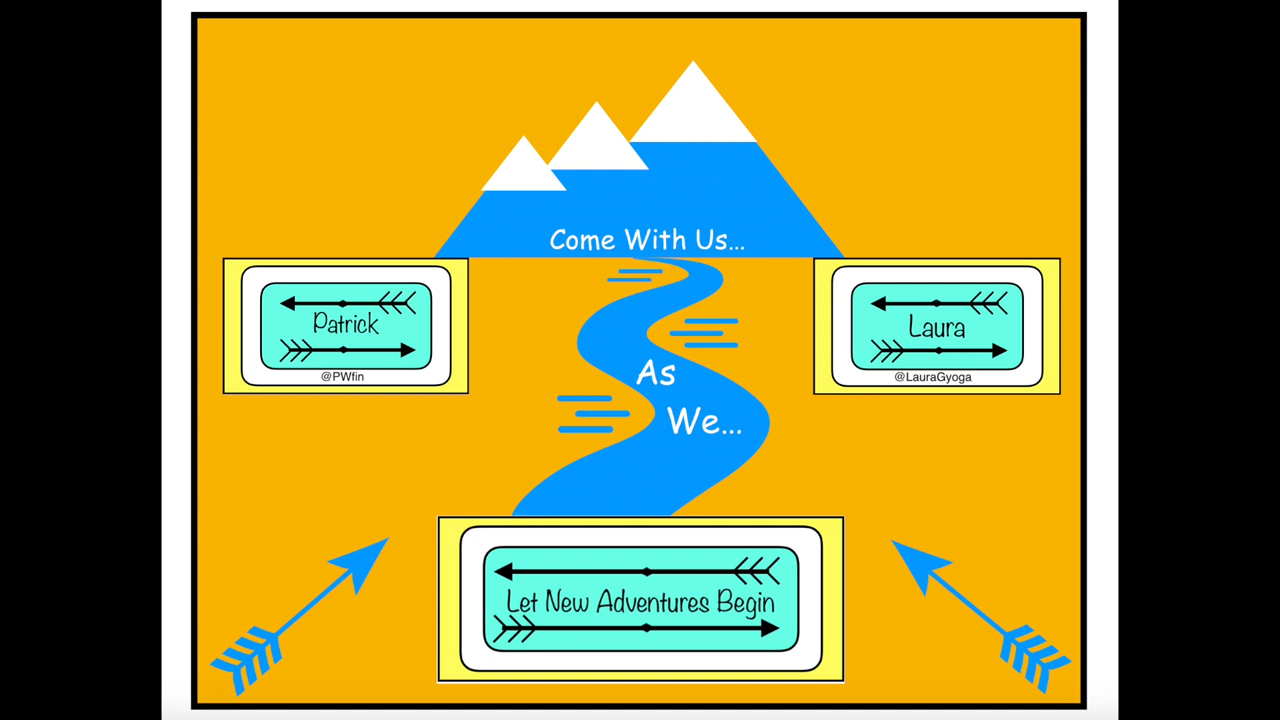 Come With Us...
Patrick
@PWfin
Laura
@LauraGyoga
As
We...
Let New Adventures Begin